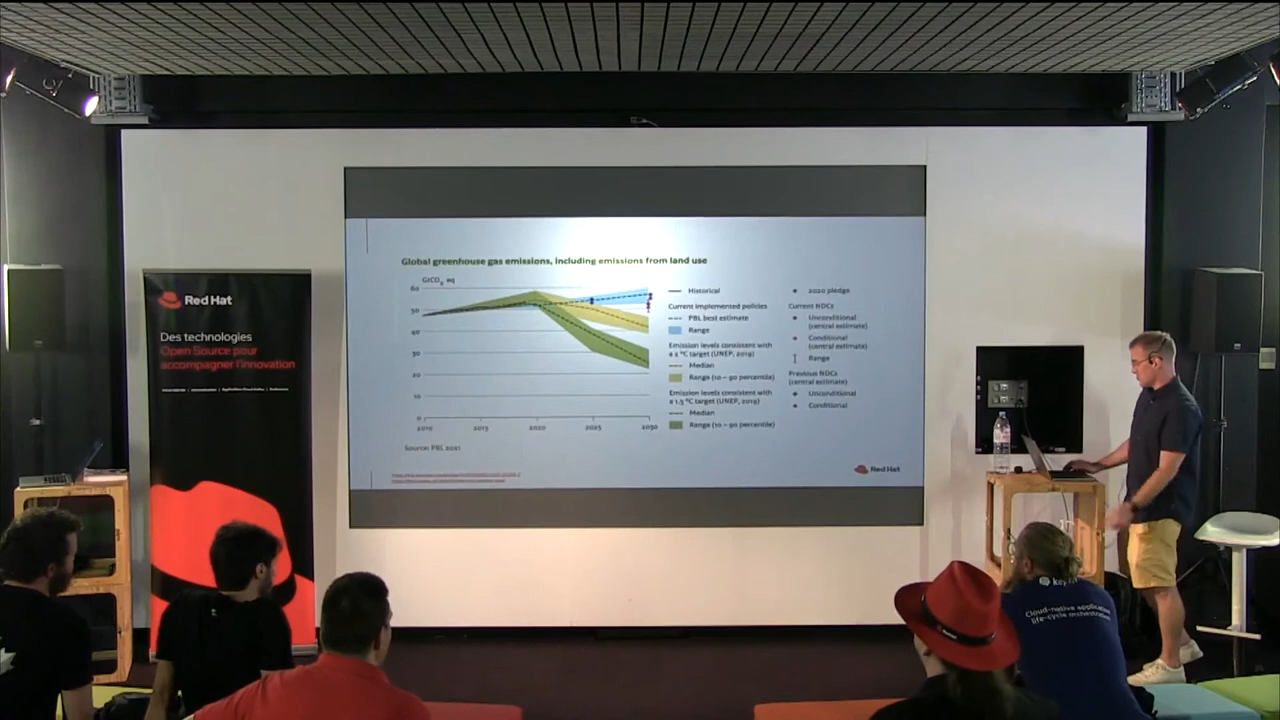 Red Hat
Des technologies
Open Source pour
accompagner l'innovation
Global greenhouse gas emissions, including emissions from land use
GtCO2 eq
60
50
40
30
20
10
0
2010
2015
2020
2025
2030
Source: PBL 2021
Historical
Current implemented policies
PBL best estimate
Range
Emission levels consistent with
a 2 °C target (UNEP, 2019)
Median
Range (10 – 90 percentile)
Emission levels consistent with
a 1.5 °C target (UNEP, 2019)
Median
Range (10 – 90 percentile)
2020 pledge
Current NDCs
Unconditional
(central estimate)
Conditional
(central estimate)
Range
Previous NDCs
(central estimate)
Unconditional
Conditional
Red Hat
Cloud-native application
life-cycle orchestration